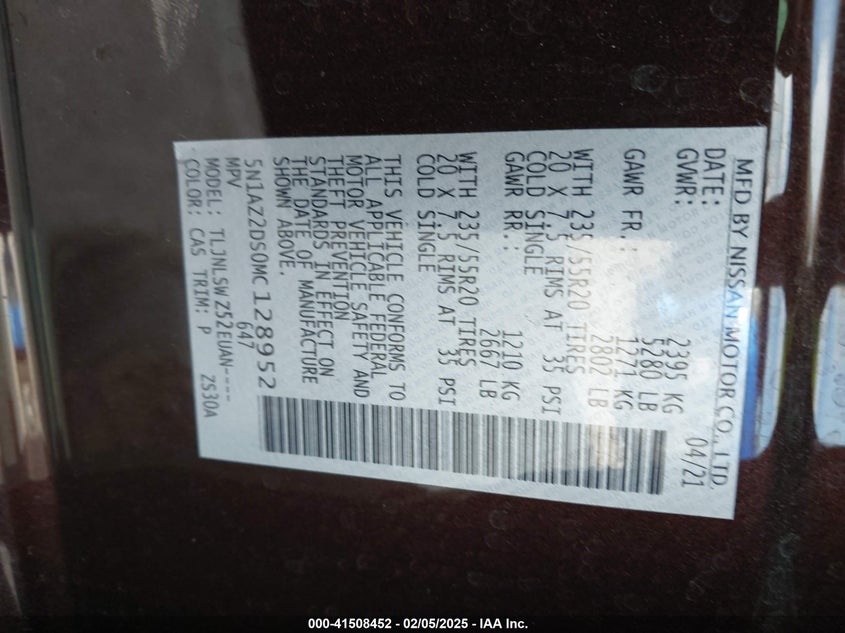 MFD BY NISSAN MOTOR CO., LTD.
DATE: 04/21
GVWR: 2395 KG
5280 LB
GAWR FR.: 1271 KG
2802 LB
WITH 235/55R20 TIRES
20 X 7.5 RIMS AT 35 PSI
COLD SINGLE
GAWR RR.: 1210 KG
2667 LB
WITH 235/55R20 TIRES
20 X 7.5 RIMS AT 35 PSI
COLD SINGLE
THIS VEHICLE CONFORMS TO
ALL APPLICABLE FEDERAL
MOTOR VEHICLE SAFETY AND
THEFT PREVENTION
STANDARDS IN EFFECT ON
THE DATE OF MANUFACTURE
SHOWN ABOVE.
5N1AZ2DS0MC128952
MPV 647
MODEL: TLJNLSWZ52EUAN----
COLOR: CAS TRIM: P ZS30A
000-41508452 - 02/05/2025 - IAA Inc.